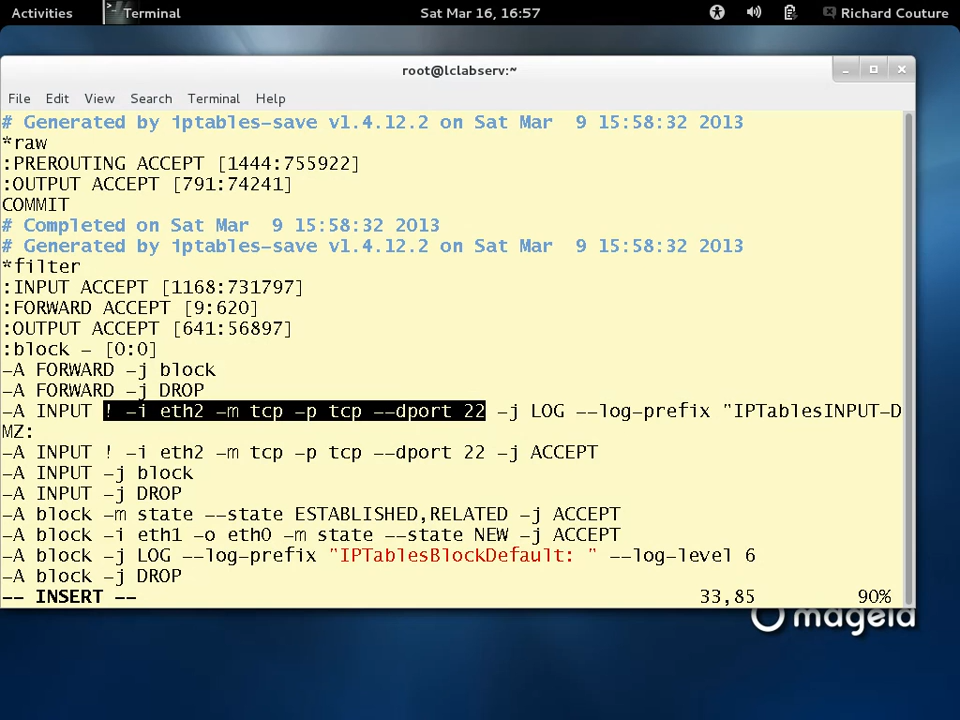 Activities Terminal Sat Mar 16, 16:57 Richard Couture
root@lclabserv:~
File Edit View Search Terminal Help
# Generated by iptables-save v1.4.12.2 on Sat Mar  9 15:58:32 2013
*raw
:PREROUTING ACCEPT [1444:755922]
:OUTPUT ACCEPT [791:74241]
COMMIT
# Completed on Sat Mar  9 15:58:32 2013
# Generated by iptables-save v1.4.12.2 on Sat Mar  9 15:58:32 2013
*filter
:INPUT ACCEPT [1168:731797]
:FORWARD ACCEPT [9:620]
:OUTPUT ACCEPT [641:56897]
:block - [0:0]
-A FORWARD -j block
-A FORWARD -j DROP
-A INPUT ! -i eth2 -m tcp -p tcp --dport 22 -j LOG --log-prefix "IPTablesINPUT-D
MZ:
-A INPUT ! -i eth2 -m tcp -p tcp --dport 22 -j ACCEPT
-A INPUT -j block
-A INPUT -j DROP
-A block -m state --state ESTABLISHED,RELATED -j ACCEPT
-A block -i eth1 -o eth0 -m state --state NEW -j ACCEPT
-A block -j LOG --log-prefix "IPTablesBlockDefault: " --log-level 6
-A block -j DROP
-- INSERT -- 33,85 90%
mageia